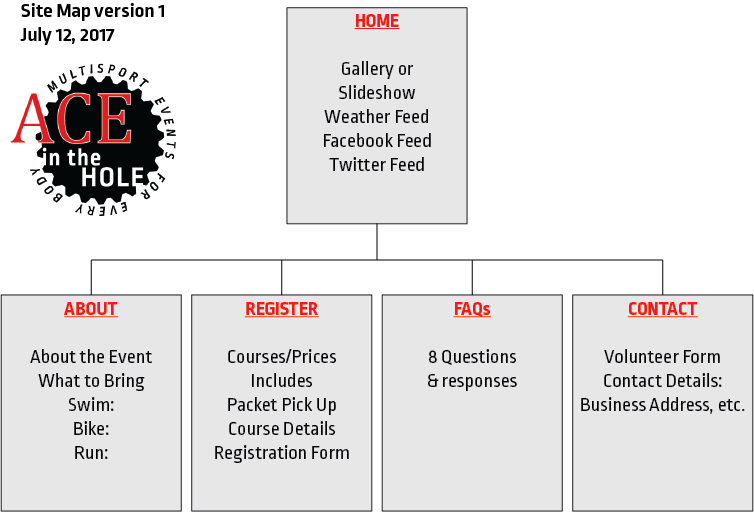 Site Map version 1
July 12, 2017
MULTISPORT EVENTS FOR EVERY BODY
ACE
in the
HOLE
HOME
Gallery or
Slideshow
Weather Feed
Facebook Feed
Twitter Feed
ABOUT
About the Event
What to Bring
Swim:
Bike:
Run:
REGISTER
Courses/Prices
Includes
Packet Pick Up
Course Details
Registration Form
FAQs
8 Questions
& responses
CONTACT
Volunteer Form
Contact Details:
Business Address, etc.